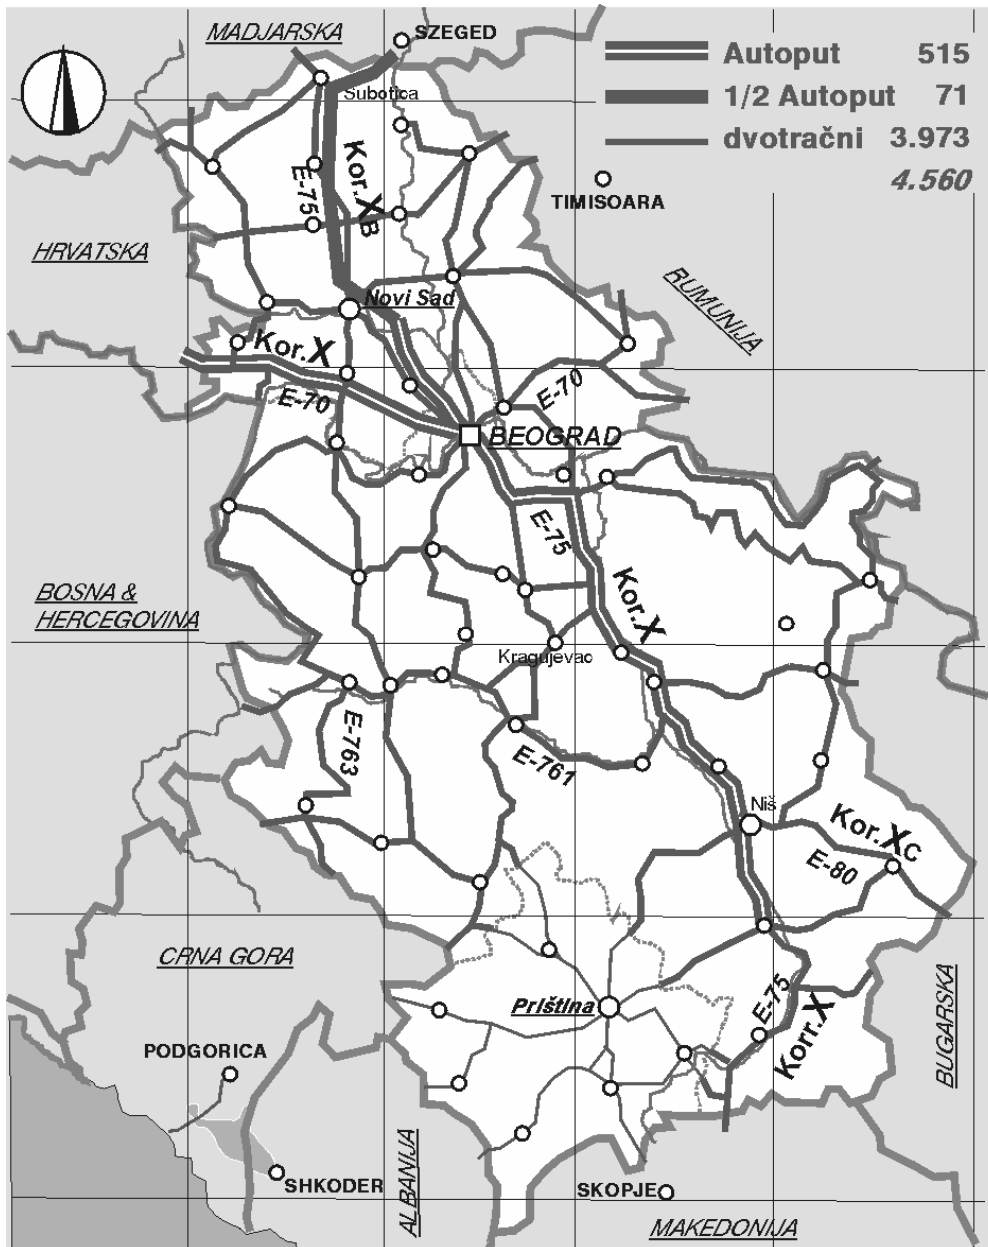 MADJARSKA
SZEGED
Autoput 515
Subotica
1/2 Autoput 71
dvotračni 3.973
4.560
Kor.XB
E-75
TIMISOARA
HRVATSKA
RUMUNIJA
Novi Sad
Kor.X
E-70
E-70
BEOGRAD
E-75
BOSNA &
HERCEGOVINA
Kor.X
Kragujevac
E-763
E-761
Niš
Kor.XC
E-80
CRNA GORA
Priština
E-75
Korr.X
BUGARSKA
PODGORICA
ALBANIJA
SHKODER
SKOPJE
MAKEDONIJA